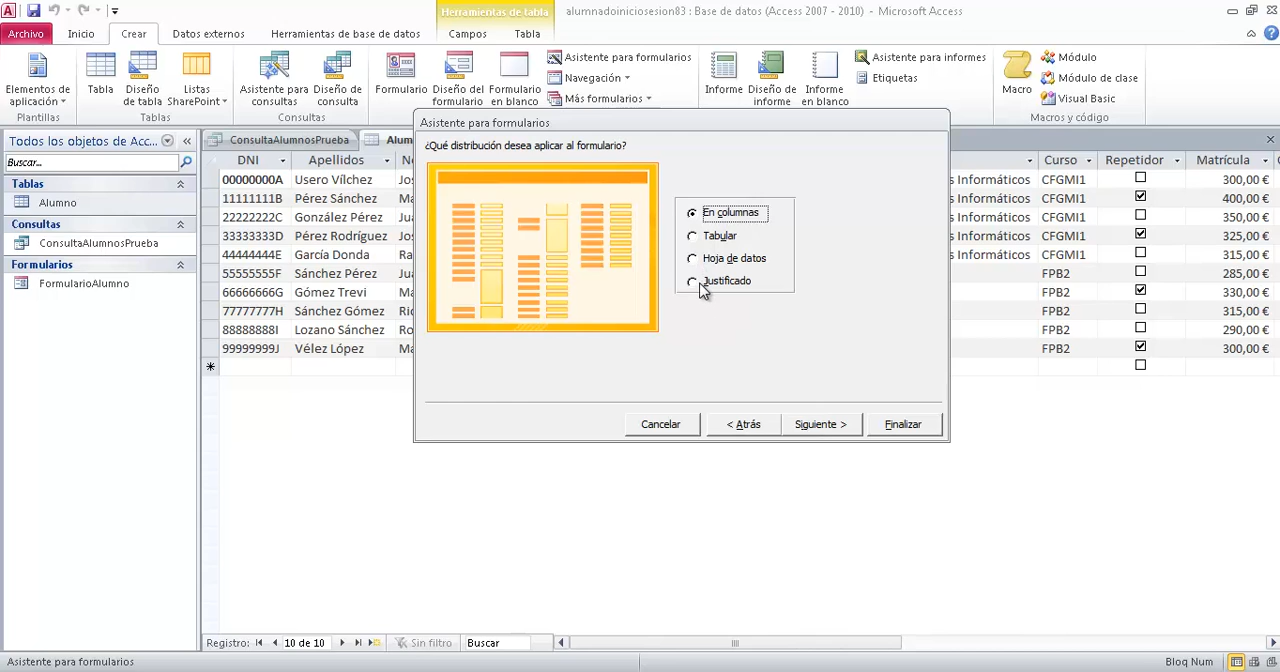 Herramientas de tabla
alumnadoiniciosesion83 : Base de datos (Access 2007 - 2010) - Microsoft Access
Archivo Inicio Crear Datos externos Herramientas de base de datos Campos Tabla
Elementos de aplicación
Tabla
Diseño de tabla
Listas SharePoint
Asistente para consultas
Diseño de consulta
Formulario
Diseño del formulario
Formulario en blanco
Asistente para formularios
Navegación
Más formularios
Informe
Diseño de informe
Informe en blanco
Asistente para informes
Etiquetas
Macro
Módulo
Módulo de clase
Visual Basic
Plantillas Tablas Consultas Macros y código
Todos los objetos de Acc...
Buscar...
Tablas
Alumno
Consultas
ConsultaAlumnosPrueba
Formularios
FormularioAlumno
ConsultaAlumnosPrueba
DNI Apellidos Curso Repetidor Matrícula
00000000A Usero Vílchez s Informáticos CFGMI1 300,00 €
11111111B Pérez Sánchez s Informáticos CFGMI1 400,00 €
22222222C González Pérez s Informáticos CFGMI1 350,00 €
33333333D Pérez Rodríguez s Informáticos CFGMI1 325,00 €
44444444E García Donda s Informáticos CFGMI1 315,00 €
55555555F Sánchez Pérez FPB2 285,00 €
66666666G Gómez Trevi FPB2 330,00 €
77777777H Sánchez Gómez FPB2 315,00 €
88888888I Lozano Sánchez FPB2 290,00 €
99999999J Vélez López FPB2 300,00 €
Asistente para formularios
¿Qué distribución desea aplicar al formulario?
En columnas
Tabular
Hoja de datos
Justificado
Cancelar < Atrás Siguiente > Finalizar
Registro: 10 de 10 Sin filtro Buscar
Asistente para formularios Bloq Num